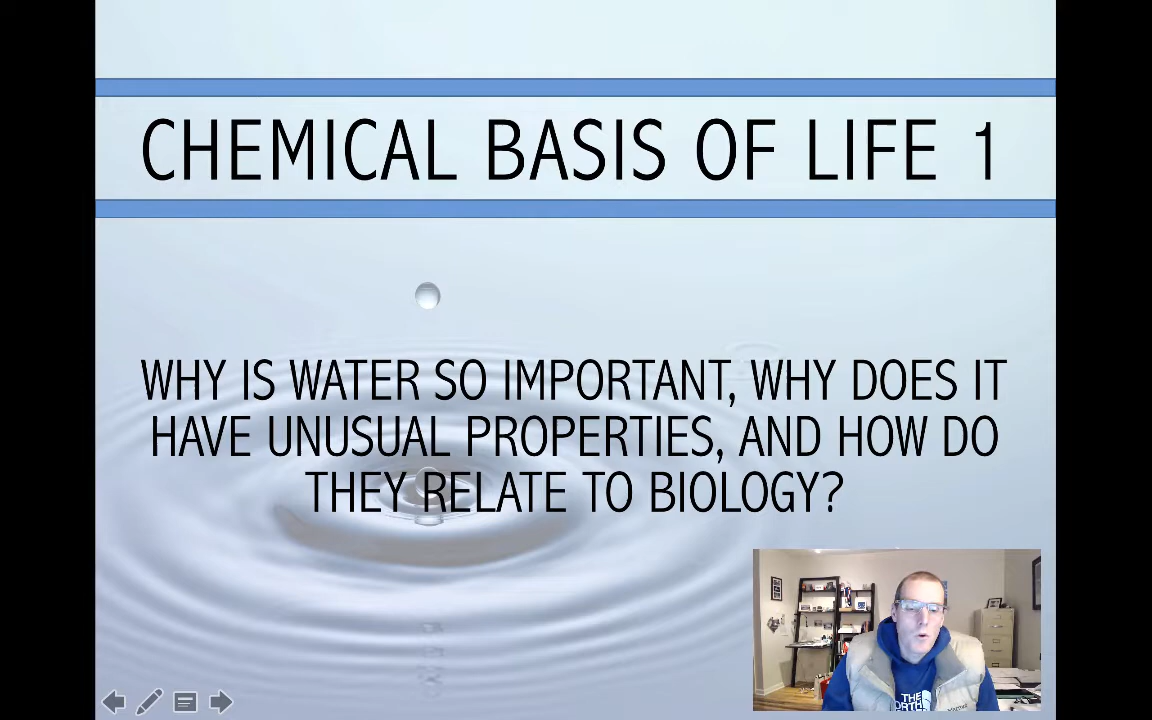 CHEMICAL BASIS OF LIFE 1
WHY IS WATER SO IMPORTANT, WHY DOES IT
HAVE UNUSUAL PROPERTIES, AND HOW DO
THEY RELATE TO BIOLOGY?
THE